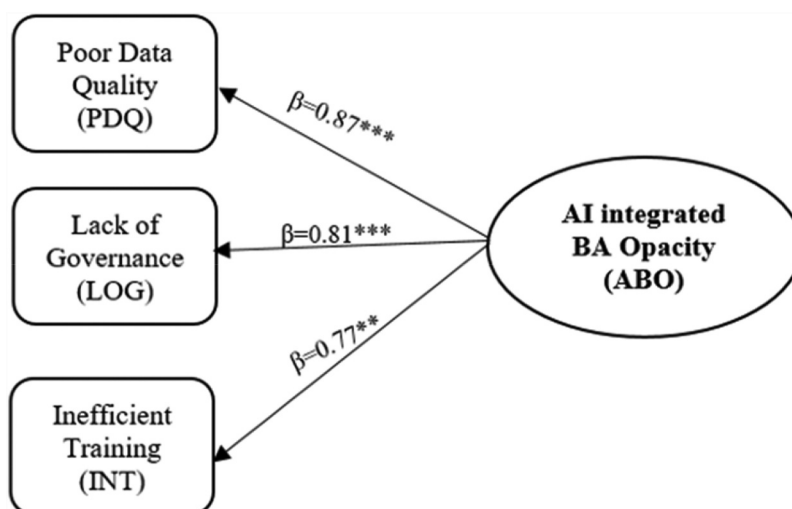 Poor Data
Quality
(PDQ)
β=0.87***
Lack of
Governance
(LOG)
β=0.81***
AI integrated
BA Opacity
(ABO)
β=0.77**
Inefficient
Training
(INT)